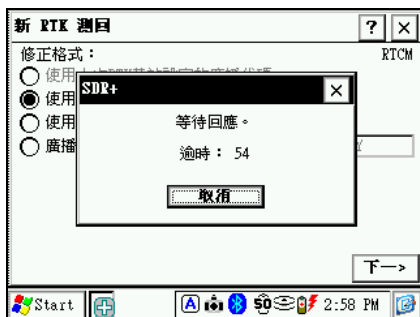 新 RTK 測回
? ×
修正格式：
RTCM
使用
SDR+
×
使用
等待回應。
使用
逾時： 54
廣播
取消
下一>
Start
A
2:58 PM